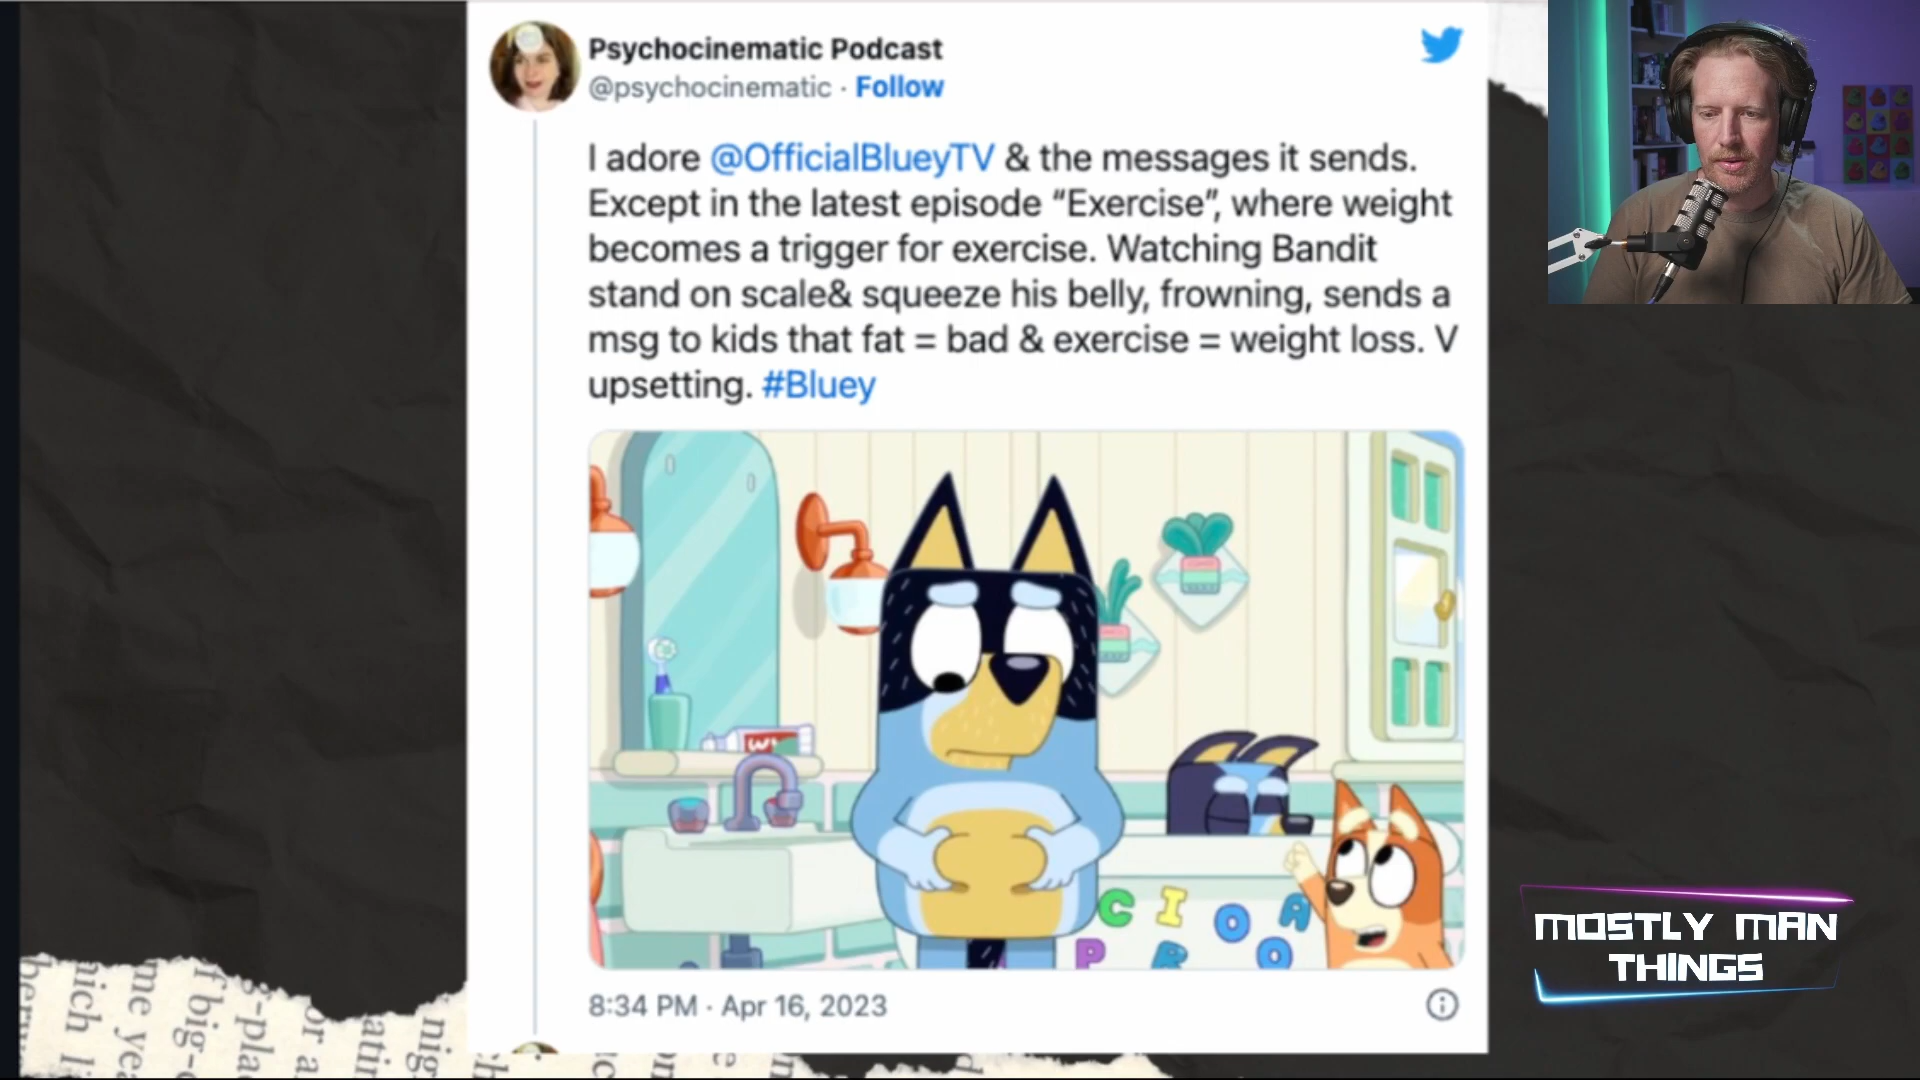 Psychocinematic Podcast
@psychocinematic · Follow
I adore @OfficialBlueyTV & the messages it sends.
Except in the latest episode “Exercise”, where weight
becomes a trigger for exercise. Watching Bandit
stand on scale& squeeze his belly, frowning, sends a
msg to kids that fat = bad & exercise = weight loss. V
upsetting. #Bluey
C I O A
P R O
8:34 PM · Apr 16, 2023
MOSTLY MAN
THINGS